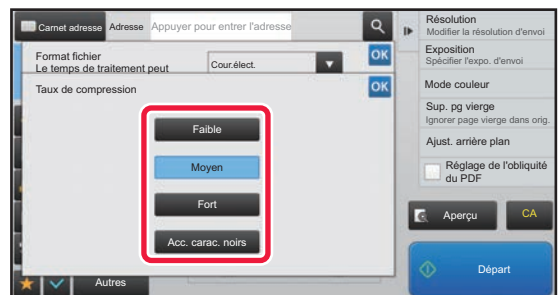 Carnet adresse Adresse Appuyer pour entrer l'adresse
Format fichier
Le temps de traitement peut
Cour.élect.
OK
Taux de compression
OK
Faible
Moyen
Fort
Acc. carac. noirs
Autres
Résolution
Modifier la résolution d'envoi
Exposition
Spécifier l'expo. d'envoi
Mode couleur
Sup. pg vierge
Ignorer page vierge dans orig.
Ajust. arrière plan
Réglage de l'obliquité
du PDF
Aperçu
CA
Départ